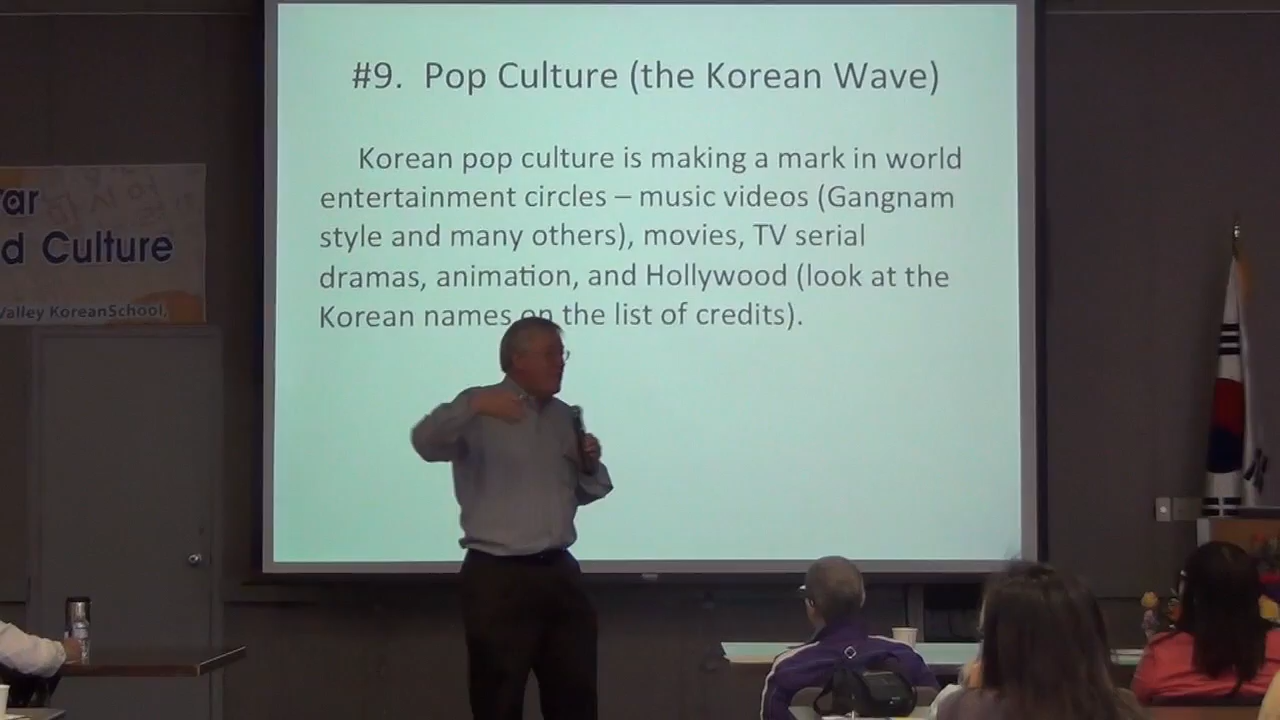 #9. Pop Culture (the Korean Wave)
Korean pop culture is making a mark in world
entertainment circles – music videos (Gangnam
style and many others), movies, TV serial
dramas, animation, and Hollywood (look at the
Korean names on the list of credits).
d Culture
Valley KoreanSchool,